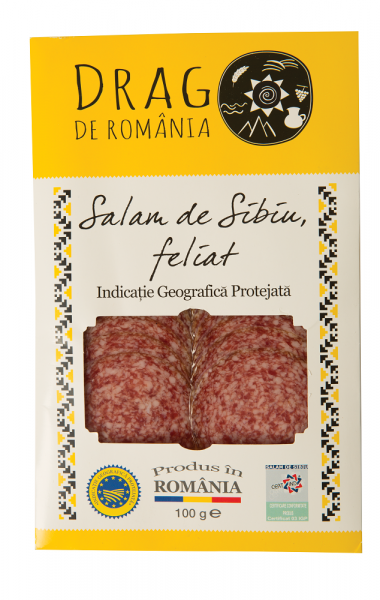 DRAG
DE ROMÂNIA
Salam de Sibiu,
feliat
Indicație Geografică Protejată
Produs în
ROMÂNIA
100 g ℮
SALAM DE SIBIU